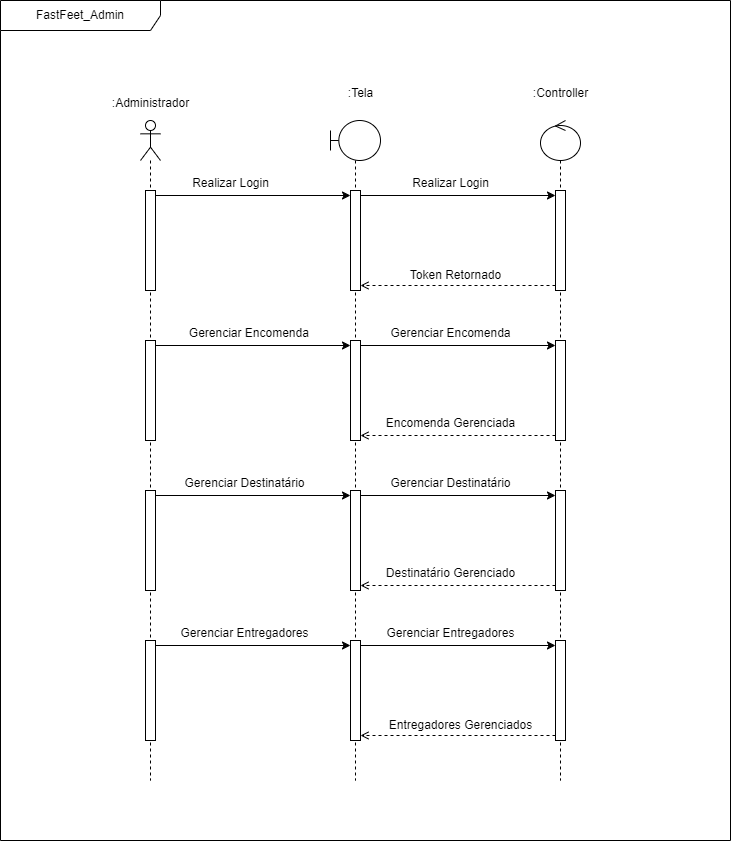 FastFeet_Admin
:Administrador
:Tela
:Controller
Realizar Login
Realizar Login
Token Retornado
Gerenciar Encomenda
Gerenciar Encomenda
Encomenda Gerenciada
Gerenciar Destinatário
Gerenciar Destinatário
Destinatário Gerenciado
Gerenciar Entregadores
Gerenciar Entregadores
Entregadores Gerenciados